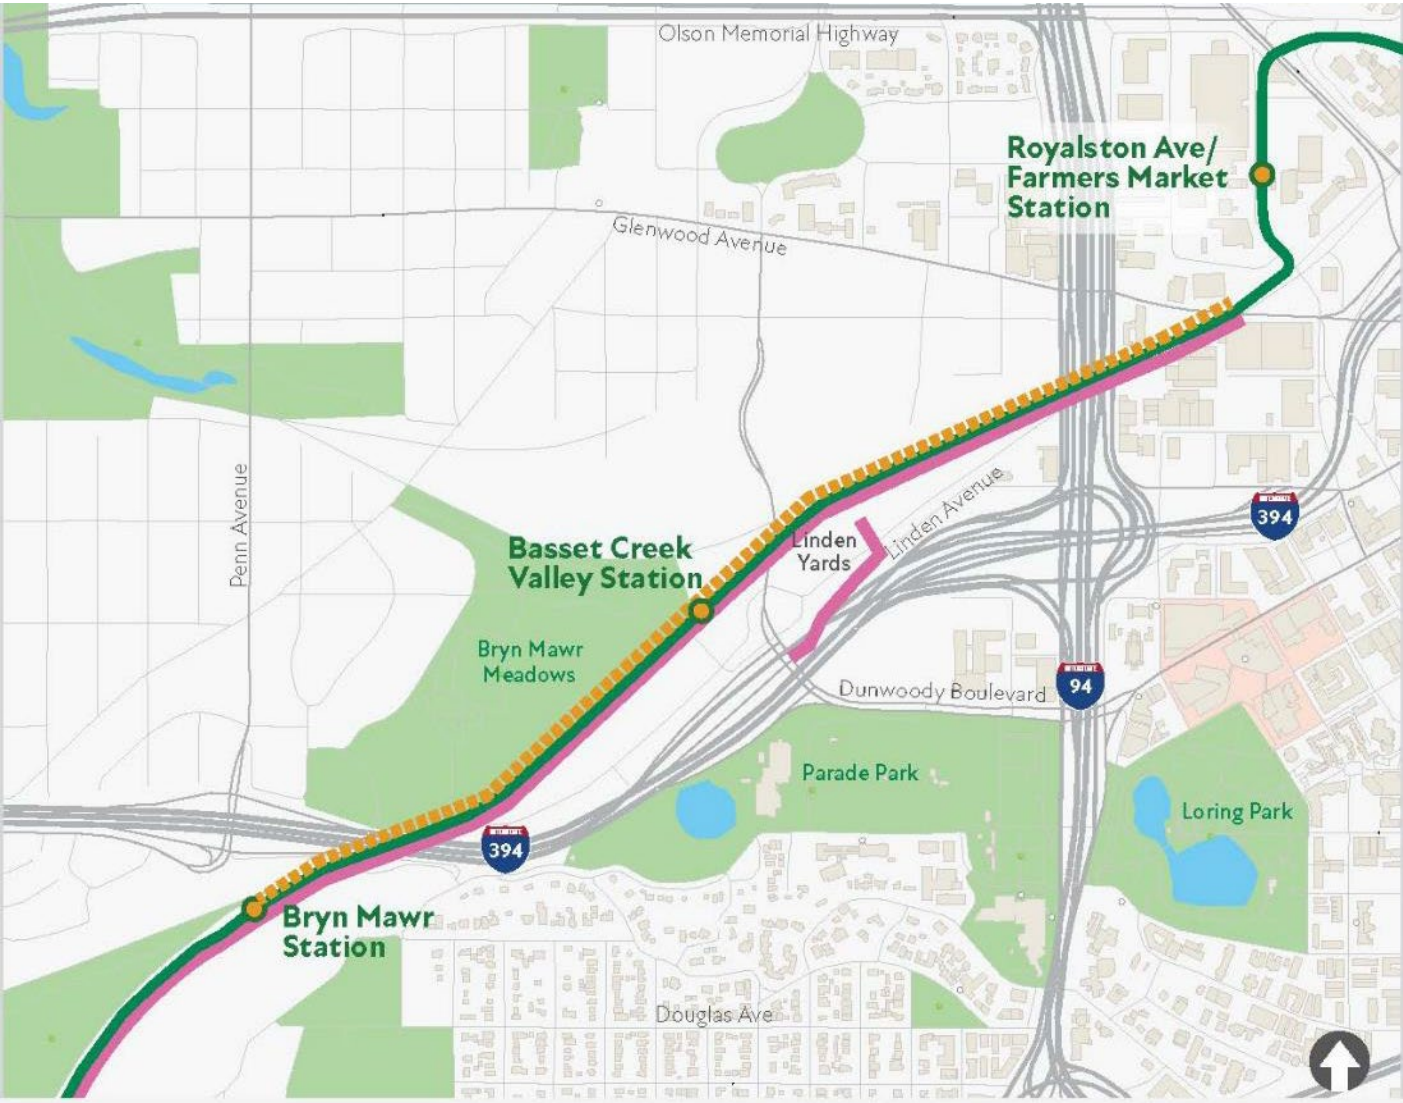 Olson Memorial Highway
Royalston Ave/
Farmers Market
Station
Glenwood Avenue
Penn Avenue
Linden Avenue
394
Basset Creek
Valley Station
Linden
Yards
Bryn Mawr
Meadows
94
Dunwoody Boulevard
Parade Park
Loring Park
394
Bryn Mawr
Station
Douglas Ave